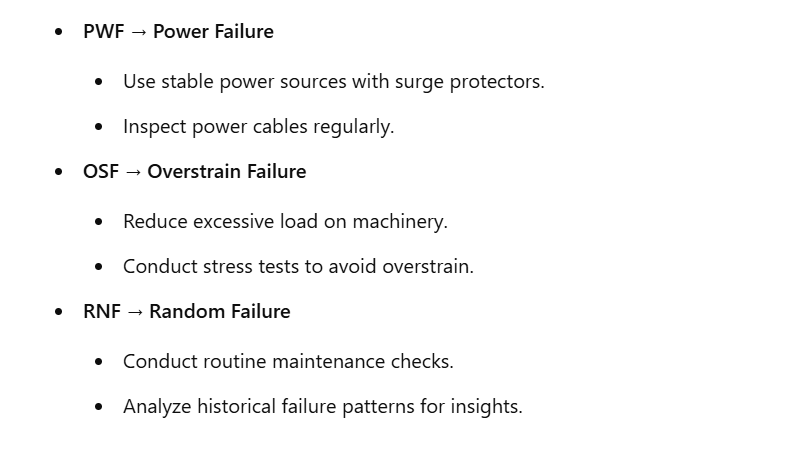 • PWF → Power Failure
• Use stable power sources with surge protectors.
• Inspect power cables regularly.
• OSF → Overstrain Failure
• Reduce excessive load on machinery.
• Conduct stress tests to avoid overstrain.
• RNF → Random Failure
• Conduct routine maintenance checks.
• Analyze historical failure patterns for insights.